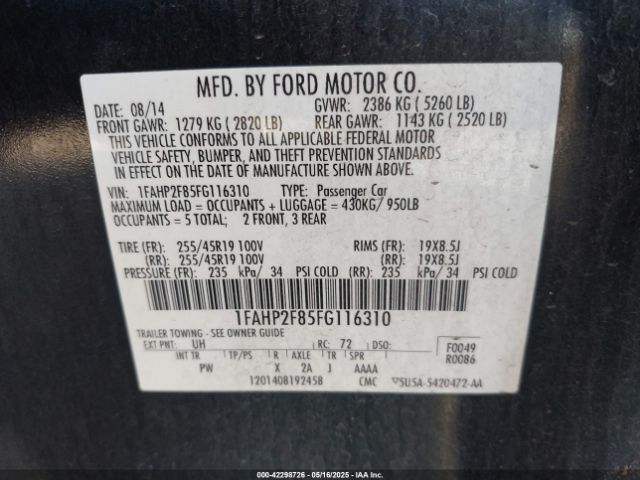 MFD. BY FORD MOTOR CO.
DATE: 08/14 GVWR: 2386 KG ( 5260 LB)
FRONT GAWR: 1279 KG ( 2820 LB) REAR GAWR: 1143 KG ( 2520 LB)
THIS VEHICLE CONFORMS TO ALL APPLICABLE FEDERAL MOTOR
VEHICLE SAFETY, BUMPER, AND THEFT PREVENTION STANDARDS
IN EFFECT ON THE DATE OF MANUFACTURE SHOWN ABOVE.
VIN: 1FAHP2F85FG116310 TYPE: Passenger Car
MAXIMUM LOAD = OCCUPANTS + LUGGAGE = 430KG/ 950LB
OCCUPANTS = 5 TOTAL; 2 FRONT, 3 REAR
TIRE (FR): 255/45R19 100V RIMS (FR): 19X8.5J
(RR): 255/45R19 100V (RR): 19X8.5J
PRESSURE (FR): 235 kPa/ 34 PSI COLD (RR): 235 kPa/ 34 PSI COLD
1FAHP2F85FG116310
TRAILER TOWING - SEE OWNER GUIDE
EXT PNT: UH RC: 72 DSO: F0049
INT TR TP/PS R AXLE TR SPR R0086
PW X 2A J AAAA
1201408192458 CMC 5U5A-5420472-AA
000-42298726 - 05/16/2025 - IAAI.COM